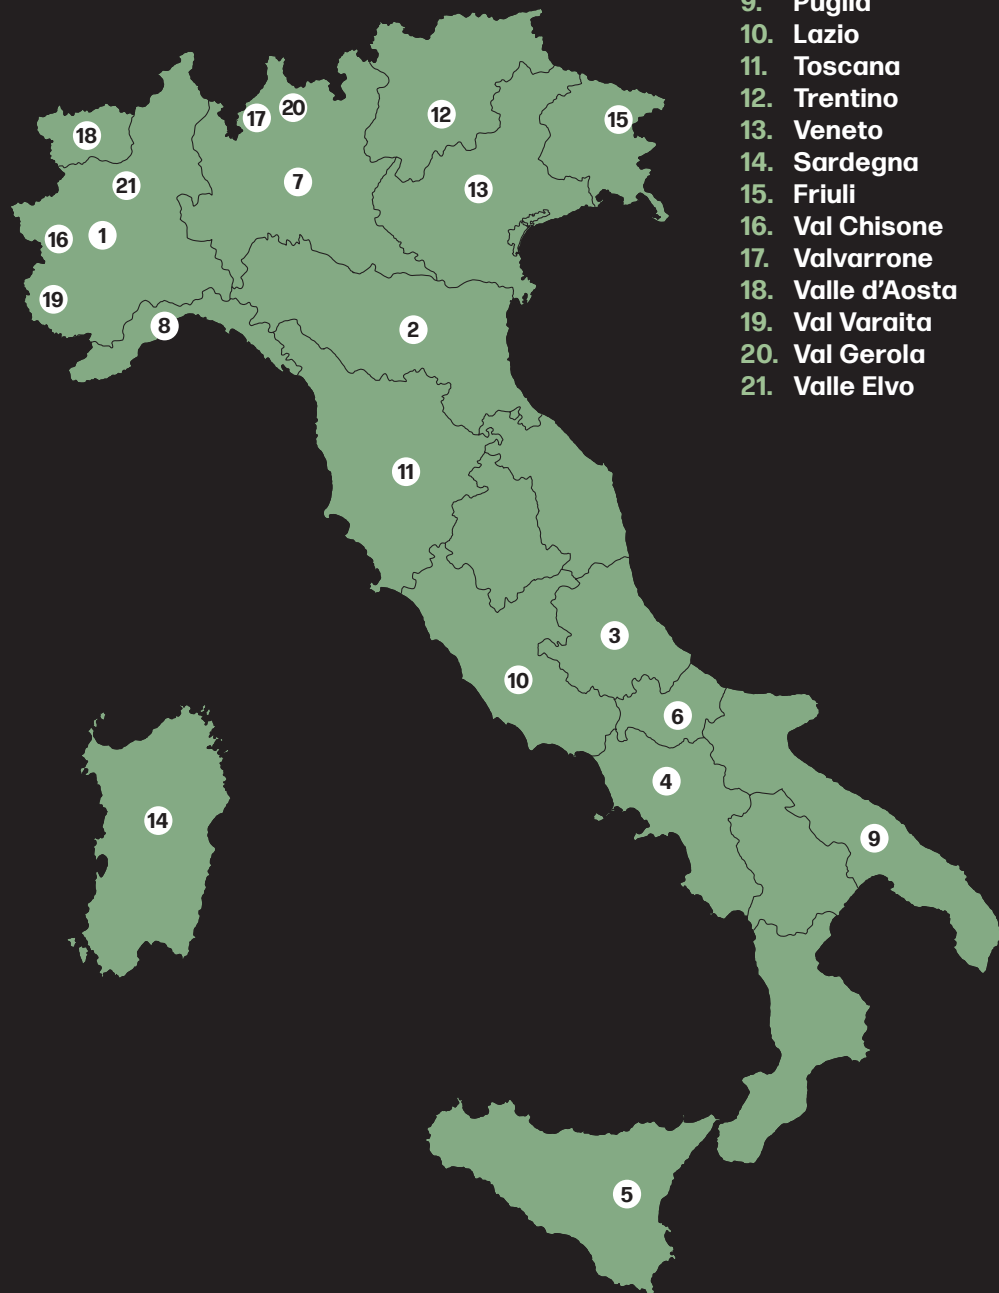 9. Puglia
10. Lazio
11. Toscana
12. Trentino
13. Veneto
14. Sardegna
15. Friuli
16. Val Chisone
17. Valvarrone
18. Valle d'Aosta
19. Val Varaita
20. Val Gerola
21. Valle Elvo
20
17
12
15
18
21
7
13
16
1
19
8
2
11
3
10
6
4
14
9
5